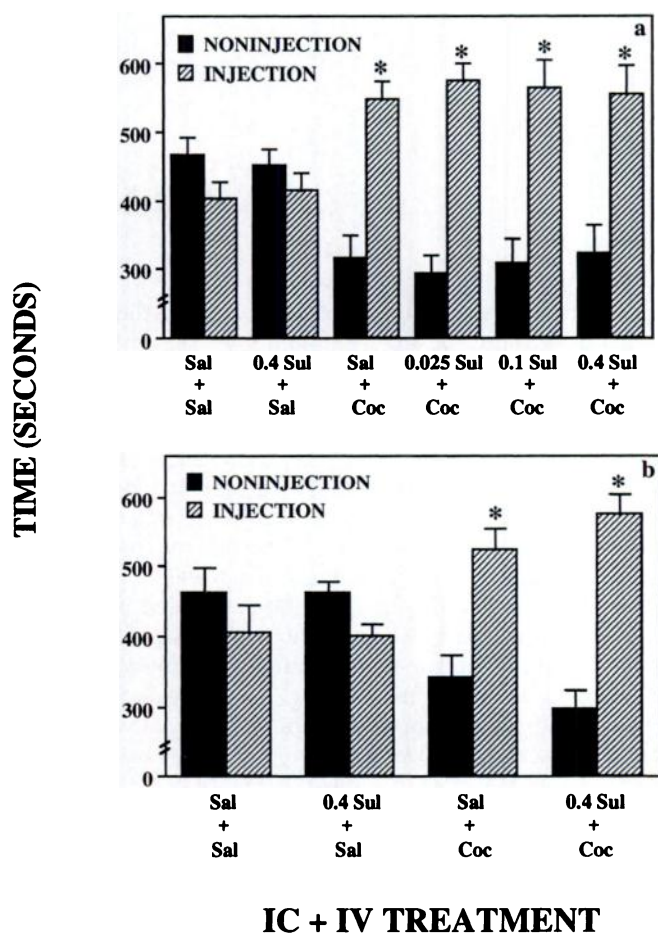 a
NONINJECTION
INJECTION
600
500
400
300
0
* * * *
Sal + Sal
0.4 Sul + Sal
Sal + Coc
0.025 Sul + Coc
0.1 Sul + Coc
0.4 Sul + Coc
TIME (SECONDS)
b
NONINJECTION
INJECTION
600
500
400
300
0
* *
Sal + Sal
0.4 Sul + Sal
Sal + Coc
0.4 Sul + Coc
IC + IV TREATMENT